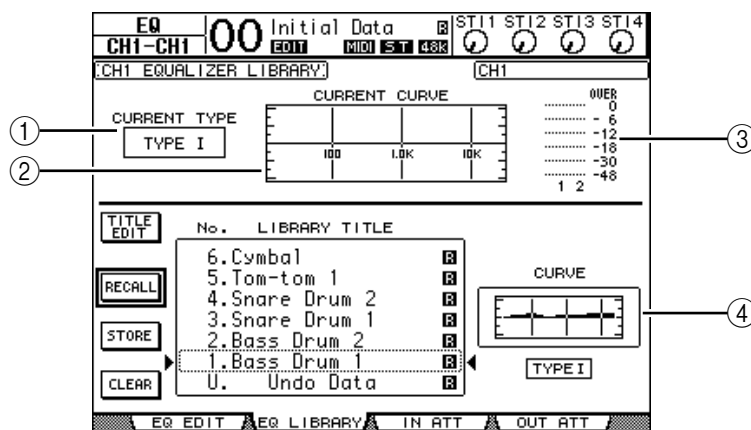 EQ
CH1-CH1
00
Initial Data R
EDIT MIDI ST 48k
ST11 ST12 ST13 ST14
CH1 EQUALIZER LIBRARY
CH1
CURRENT TYPE
TYPE I
CURRENT CURVE
100 1.0K 10K
OVER
0
- 6
-12
-18
-30
-48
1 2
1
2
3
4
TITLE EDIT
RECALL
STORE
CLEAR
No. LIBRARY TITLE
6.Cymbal R
5.Tom-tom 1 R
4.Snare Drum 2 R
3.Snare Drum 1 R
2.Bass Drum 2 R
1.Bass Drum 1 R
U. Undo Data R
CURVE
TYPE I
EQ EDIT EQ LIBRARY IN ATT OUT ATT